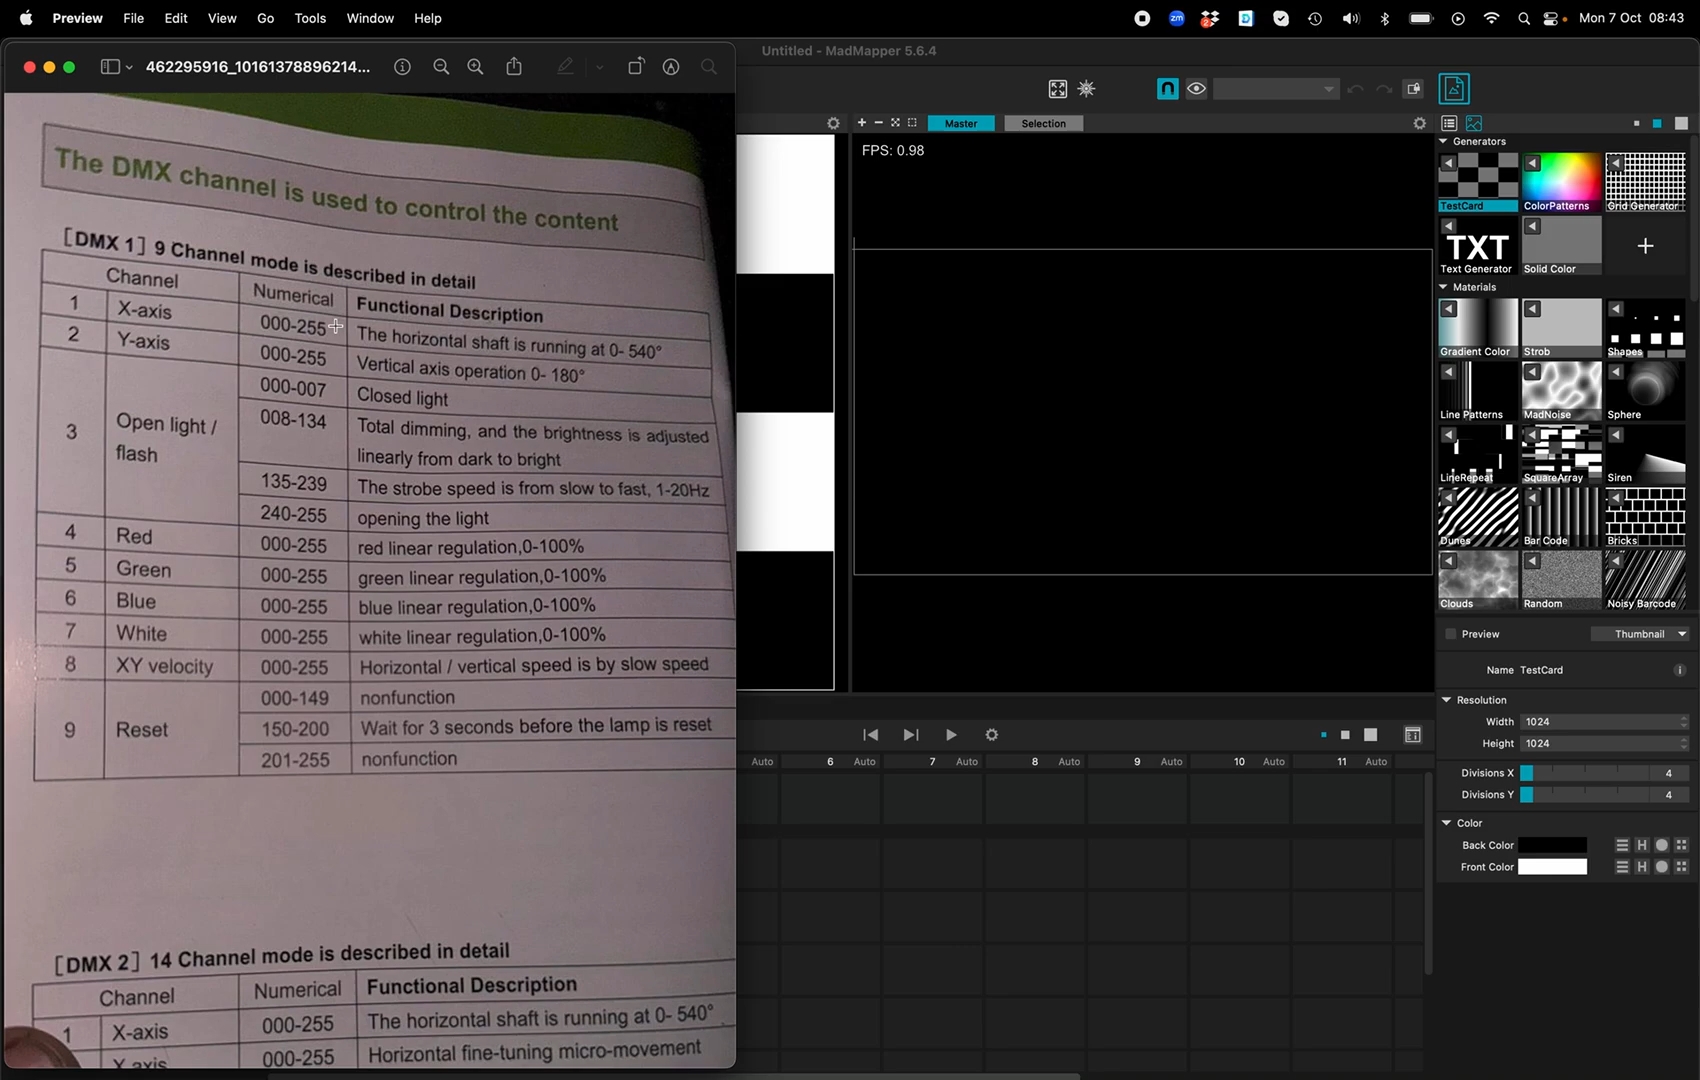 Preview File Edit View Go Tools Window Help
Mon 7 Oct 08:43
462295916_10161378896214...
Untitled - MadMapper 5.6.4
The DMX channel is used to control the content
[DMX 1] 9 Channel mode is described in detail
Channel Numerical Functional Description
1 X-axis 000-255 The horizontal shaft is running at 0- 540°
2 Y-axis 000-255 Vertical axis operation 0- 180°
3 Open light / flash 000-007 Closed light
008-134 Total dimming, and the brightness is adjusted
linearly from dark to bright
135-239 The strobe speed is from slow to fast, 1-20Hz
240-255 opening the light
4 Red 000-255 red linear regulation,0-100%
5 Green 000-255 green linear regulation,0-100%
6 Blue 000-255 blue linear regulation,0-100%
7 White 000-255 white linear regulation,0-100%
8 XY velocity 000-255 Horizontal / vertical speed is by slow speed
9 Reset 000-149 nonfunction
150-200 Wait for 3 seconds before the lamp is reset
201-255 nonfunction
[DMX 2] 14 Channel mode is described in detail
Channel Numerical Functional Description
1 X-axis 000-255 The horizontal shaft is running at 0- 540°
Y axis 000-255 Horizontal fine-tuning micro-movement
Master Selection
FPS: 0.98
Auto 6 Auto 7 Auto 8 Auto 9 Auto 10 Auto 11 Auto
Generators
TestCard ColorPatterns Grid Generator
TXT
Text Generator Solid Color
Materials
Gradient Color Strob Shapes
Line Patterns MadNoise Sphere
LineRepeat SquareArray Siren
Dunes Bar Code Bricks
Clouds Random Noisy Barcode
Preview Thumbnail
Name TestCard
Resolution
Width 1024
Height 1024
Divisions X 4
Divisions Y 4
Color
Back Color H
Front Color H